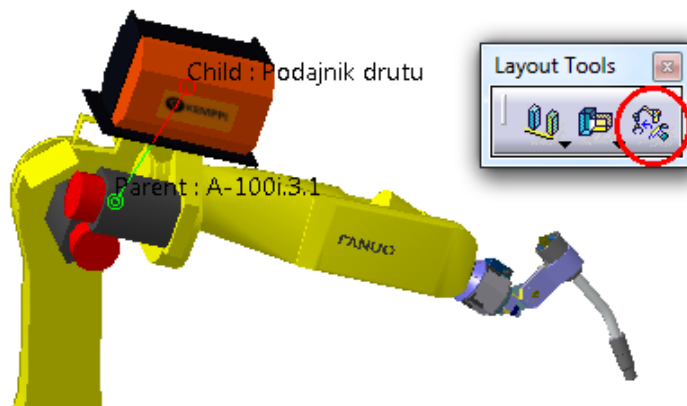 Layout Tools
Child : Podajnik drutu
KEMPPI
Parent : A-100i.3.1
FANUC